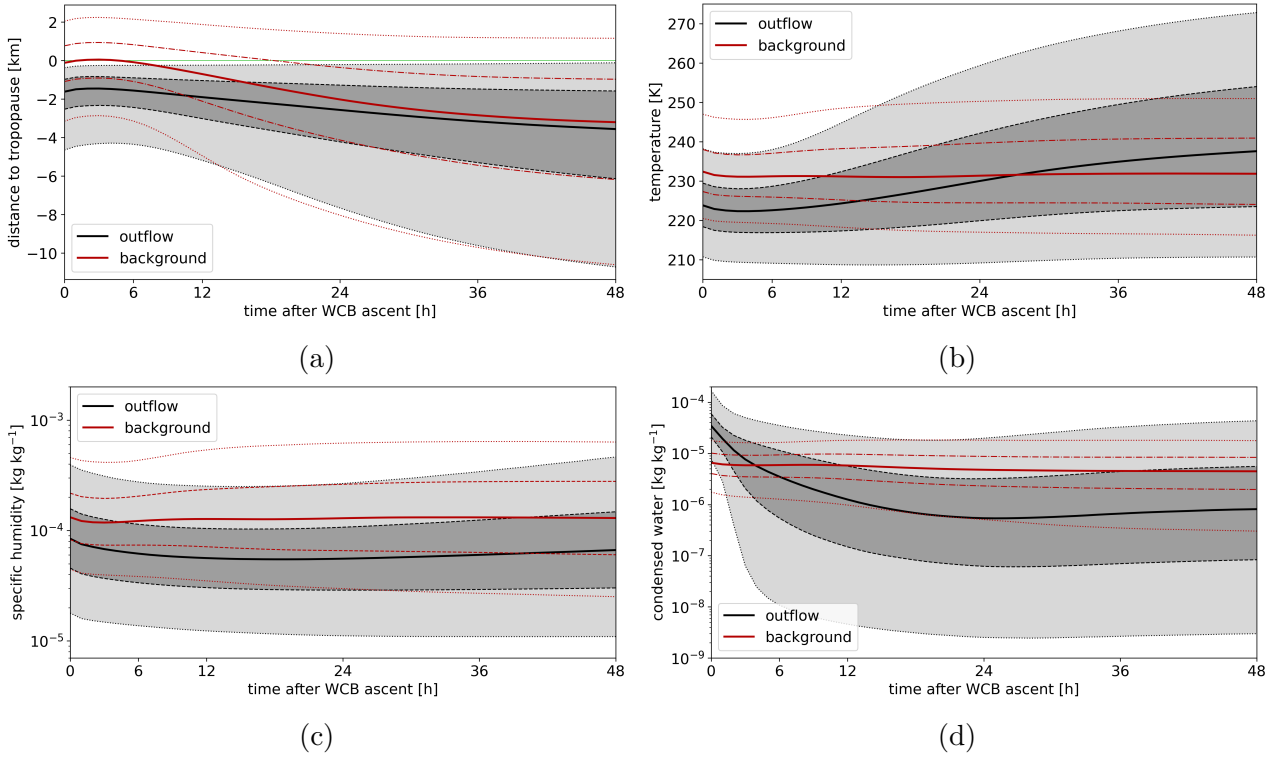 2
0
−2
−4
−6
−8
−10
distance to tropopause [km]
outflow
background
0 6 12 24 36 48
time after WCB ascent [h]
(a)
270
260
250
240
230
220
210
temperature [K]
outflow
background
0 6 12 24 36 48
time after WCB ascent [h]
(b)
10⁻³
10⁻⁴
10⁻⁵
specific humidity [kg kg⁻¹]
outflow
background
0 6 12 24 36 48
time after WCB ascent [h]
(c)
10⁻⁴
10⁻⁵
10⁻⁶
10⁻⁷
10⁻⁸
10⁻⁹
condensed water [kg kg⁻¹]
outflow
background
0 6 12 24 36 48
time after WCB ascent [h]
(d)